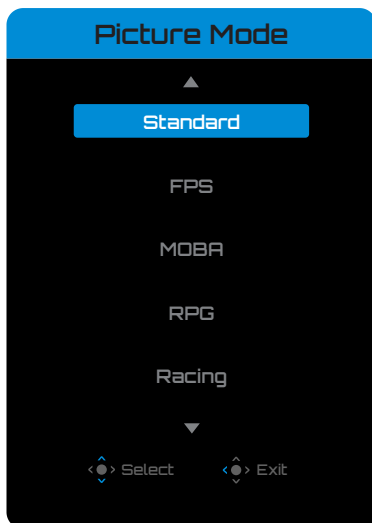 Picture Mode
Standard
FPS
MOBA
RPG
Racing
Select Exit